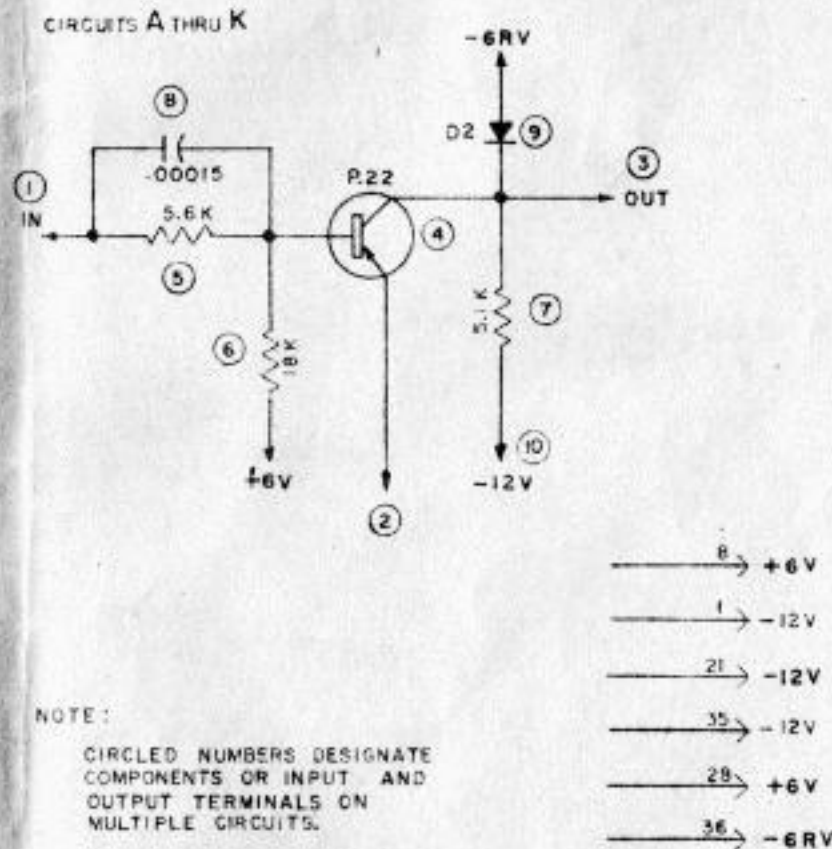 CIRCUITS A THRU K
-6RV
8
D2
9
3
.00015
P.22
1
OUT
IN
5.6K
4
5
5.1K
7
6
18K
10
+6V
-12V
2
8 +6V
1 -12V
21 -12V
35 -12V
28 +6V
36 -6RV
NOTE:
CIRCLED NUMBERS DESIGNATE
COMPONENTS OR INPUT AND
OUTPUT TERMINALS ON
MULTIPLE CIRCUITS.